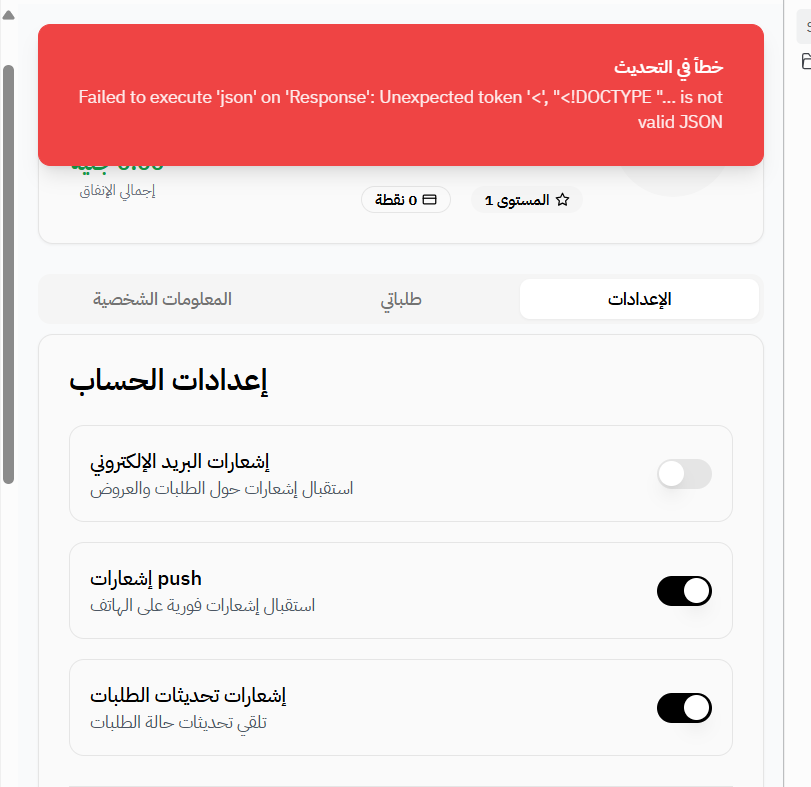 خطأ في التحديث
Failed to execute 'json' on 'Response': Unexpected token '<', "<!DOCTYPE "... is not
valid JSON
إجمالي الإنفاق
المستوى 1
0 نقطة
الإعدادات
طلباتي
المعلومات الشخصية
إعدادات الحساب
إشعارات البريد الإلكتروني
استقبال إشعارات حول الطلبات والعروض
إشعارات push
استقبال إشعارات فورية على الهاتف
إشعارات تحديثات الطلبات
تلقي تحديثات حالة الطلبات